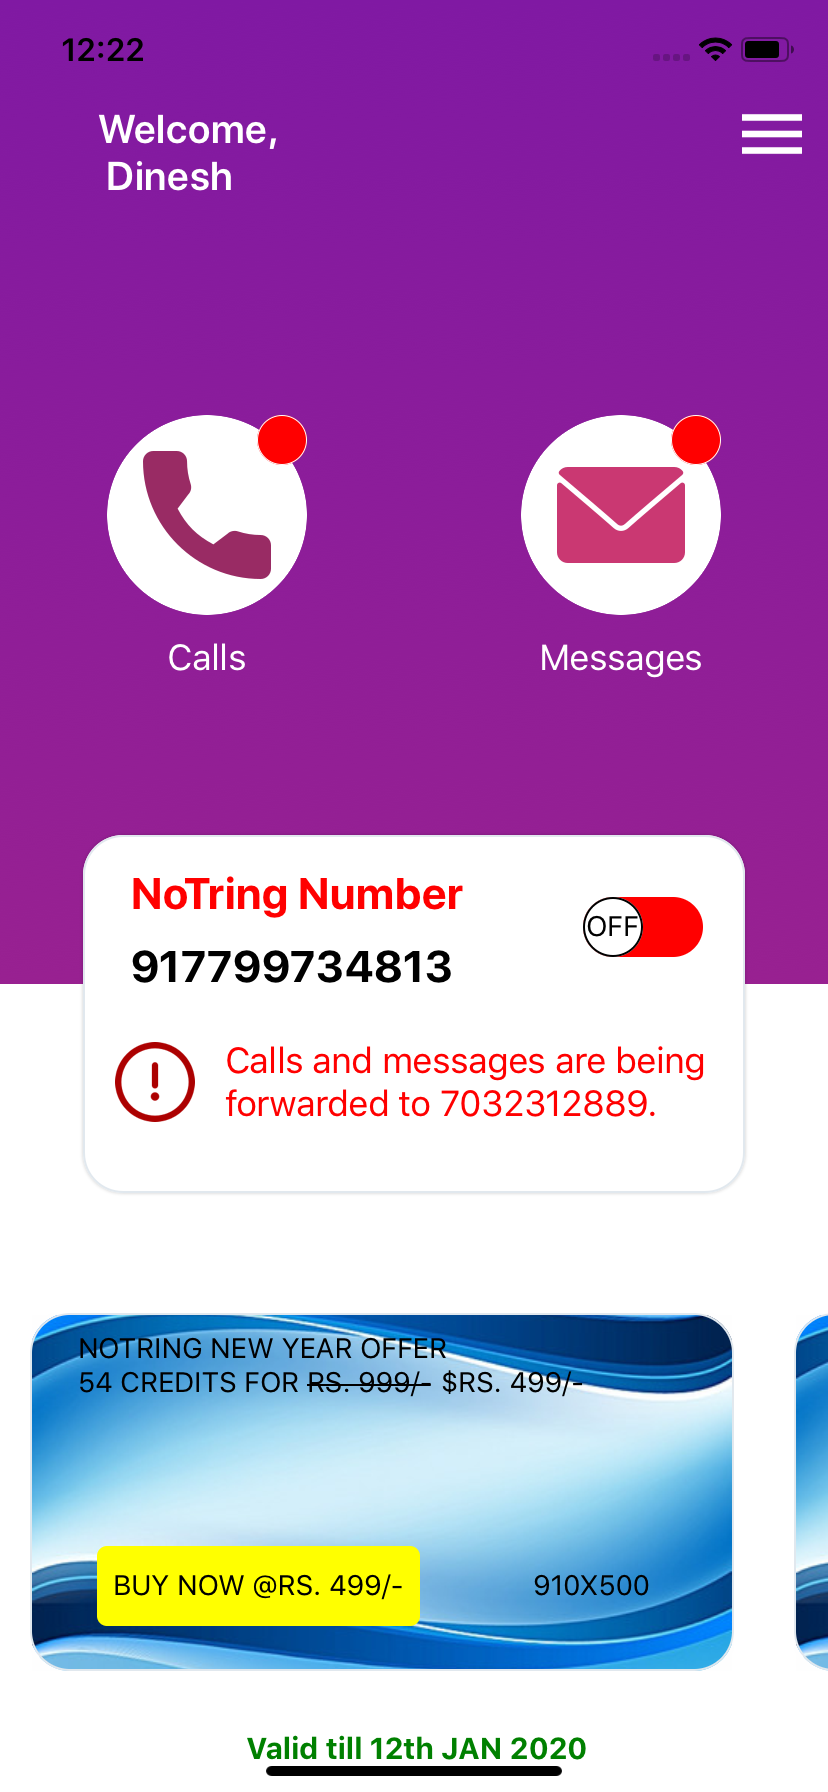 12:22
Welcome,
Dinesh
Calls
Messages
NoTring Number
OFF
917799734813
Calls and messages are being
forwarded to 7032312889.
NOTRING NEW YEAR OFFER
54 CREDITS FOR RS. 999/- $RS. 499/-
BUY NOW @RS. 499/-
910X500
Valid till 12th JAN 2020